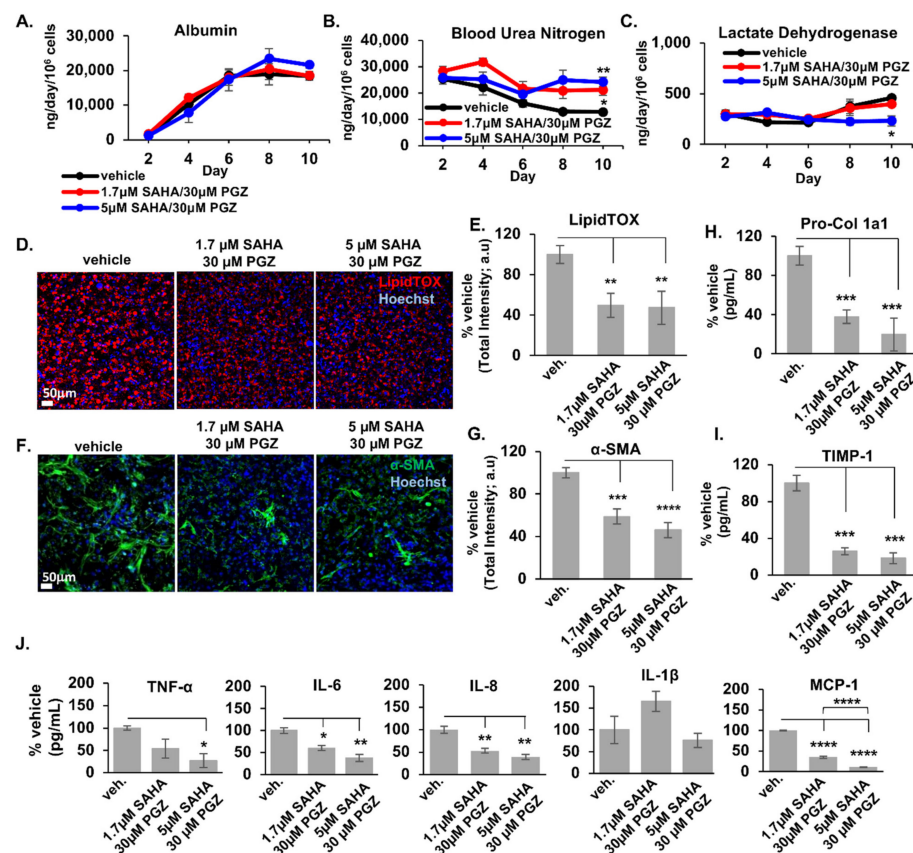 A.
Albumin
ng/day/10⁶ cells
20,000
10,000
0
2 4 6 8 10
Day
vehicle
1.7µM SAHA/30µM PGZ
5µM SAHA/30µM PGZ
B.
Blood Urea Nitrogen
ng/day/10⁶ cells
40,000
30,000
20,000
10,000
0
**
*
vehicle
1.7µM SAHA/30µM PGZ
5µM SAHA/30µM PGZ
2 4 6 8 10
Day
C.
Lactate Dehydrogenase
vehicle
1.7µM SAHA/30µM PGZ
5µM SAHA/30µM PGZ
ng/day/10⁶ cells
1,000
500
0
*
2 4 6 8 10
Day
D.
vehicle
1.7 µM SAHA
30 µM PGZ
5 µM SAHA
30 µM PGZ
LipidTOX
Hoechst
50µm
E.
LipidTOX
% vehicle
(Total Intensity; a.u)
120
80
40
0
** **
veh.
1.7µM SAHA
30µM PGZ
5µM SAHA
30 µM PGZ
F.
vehicle
1.7 µM SAHA
30 µM PGZ
5 µM SAHA
30 µM PGZ
α-SMA
Hoechst
50µm
G.
α-SMA
% vehicle
(Total Intensity; a.u)
120
80
40
0
*** ****
veh.
1.7µM SAHA
30µM PGZ
5µM SAHA
30 µM PGZ
H.
Pro-Col 1a1
% vehicle
(pg/mL)
120
80
40
0
*** ***
veh.
1.7µM SAHA
30µM PGZ
5µM SAHA
30 µM PGZ
I.
TIMP-1
% vehicle
(pg/mL)
120
80
40
0
*** ***
veh.
1.7µM SAHA
30µM PGZ
5µM SAHA
30 µM PGZ
J.
TNF-α
% vehicle
(pg/mL)
200
150
100
50
0
*
veh.
1.7µM SAHA
30µM PGZ
5µM SAHA
30 µM PGZ
IL-6
200
150
100
50
0
* **
veh.
1.7µM SAHA
30µM PGZ
5µM SAHA
30 µM PGZ
IL-8
200
150
100
50
0
** **
veh.
1.7µM SAHA
30µM PGZ
5µM SAHA
30 µM PGZ
IL-1β
200
150
100
50
0
veh.
1.7µM SAHA
30µM PGZ
5µM SAHA
30 µM PGZ
MCP-1
200
150
100
50
0
****
**** ****
veh.
1.7µM SAHA
30µM PGZ
5µM SAHA
30 µM PGZ